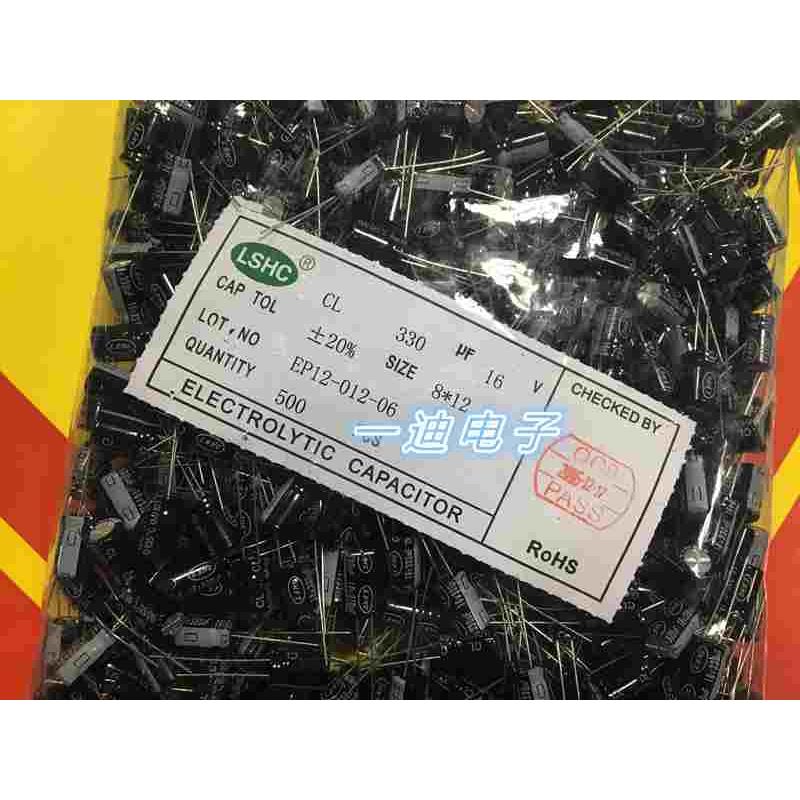 LSHC®
CL 330 µF 16 V
CAP TOL ±20% SIZE 8*12
LOT,NO EP12-012-06
QUANTITY 500
ELECTROLYTIC CAPACITOR
CHECKED BY
PASS
RoHS
一迪电子